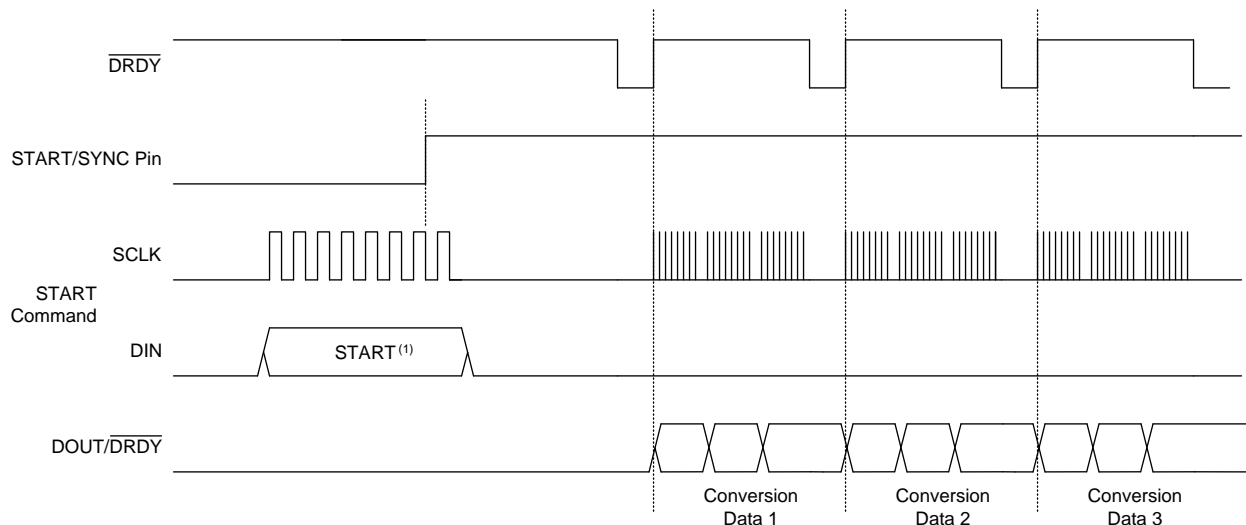 DRDY
START/SYNC Pin
SCLK
START
Command
DIN
START(1)
DOUT/DRDY
Conversion
Data 1
Conversion
Data 2
Conversion
Data 3